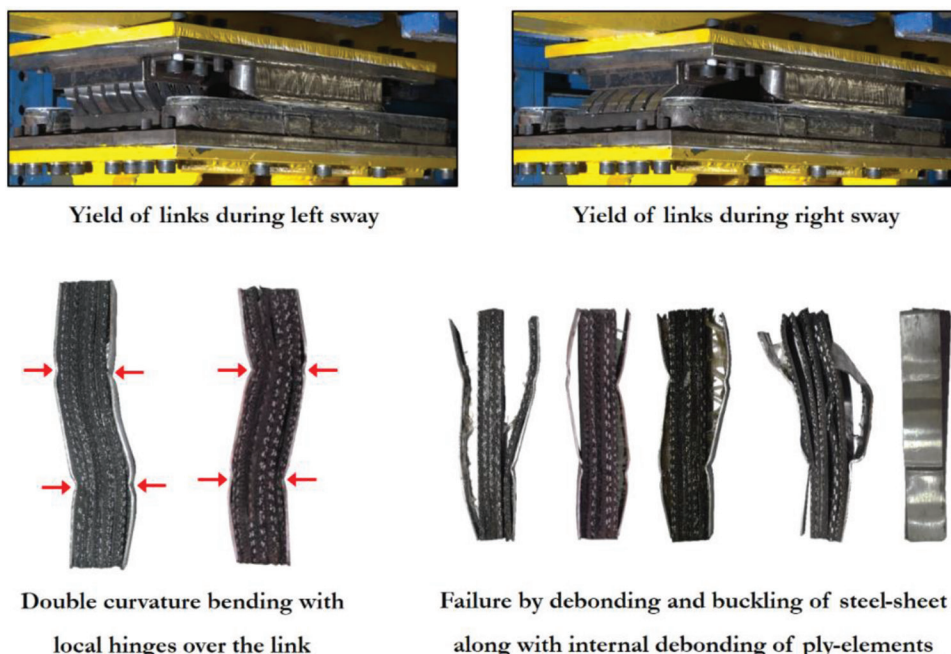 Yield of links during left sway
Yield of links during right sway
Double curvature bending with
local hinges over the link
Failure by debonding and buckling of steel-sheet
along with internal debonding of ply-elements